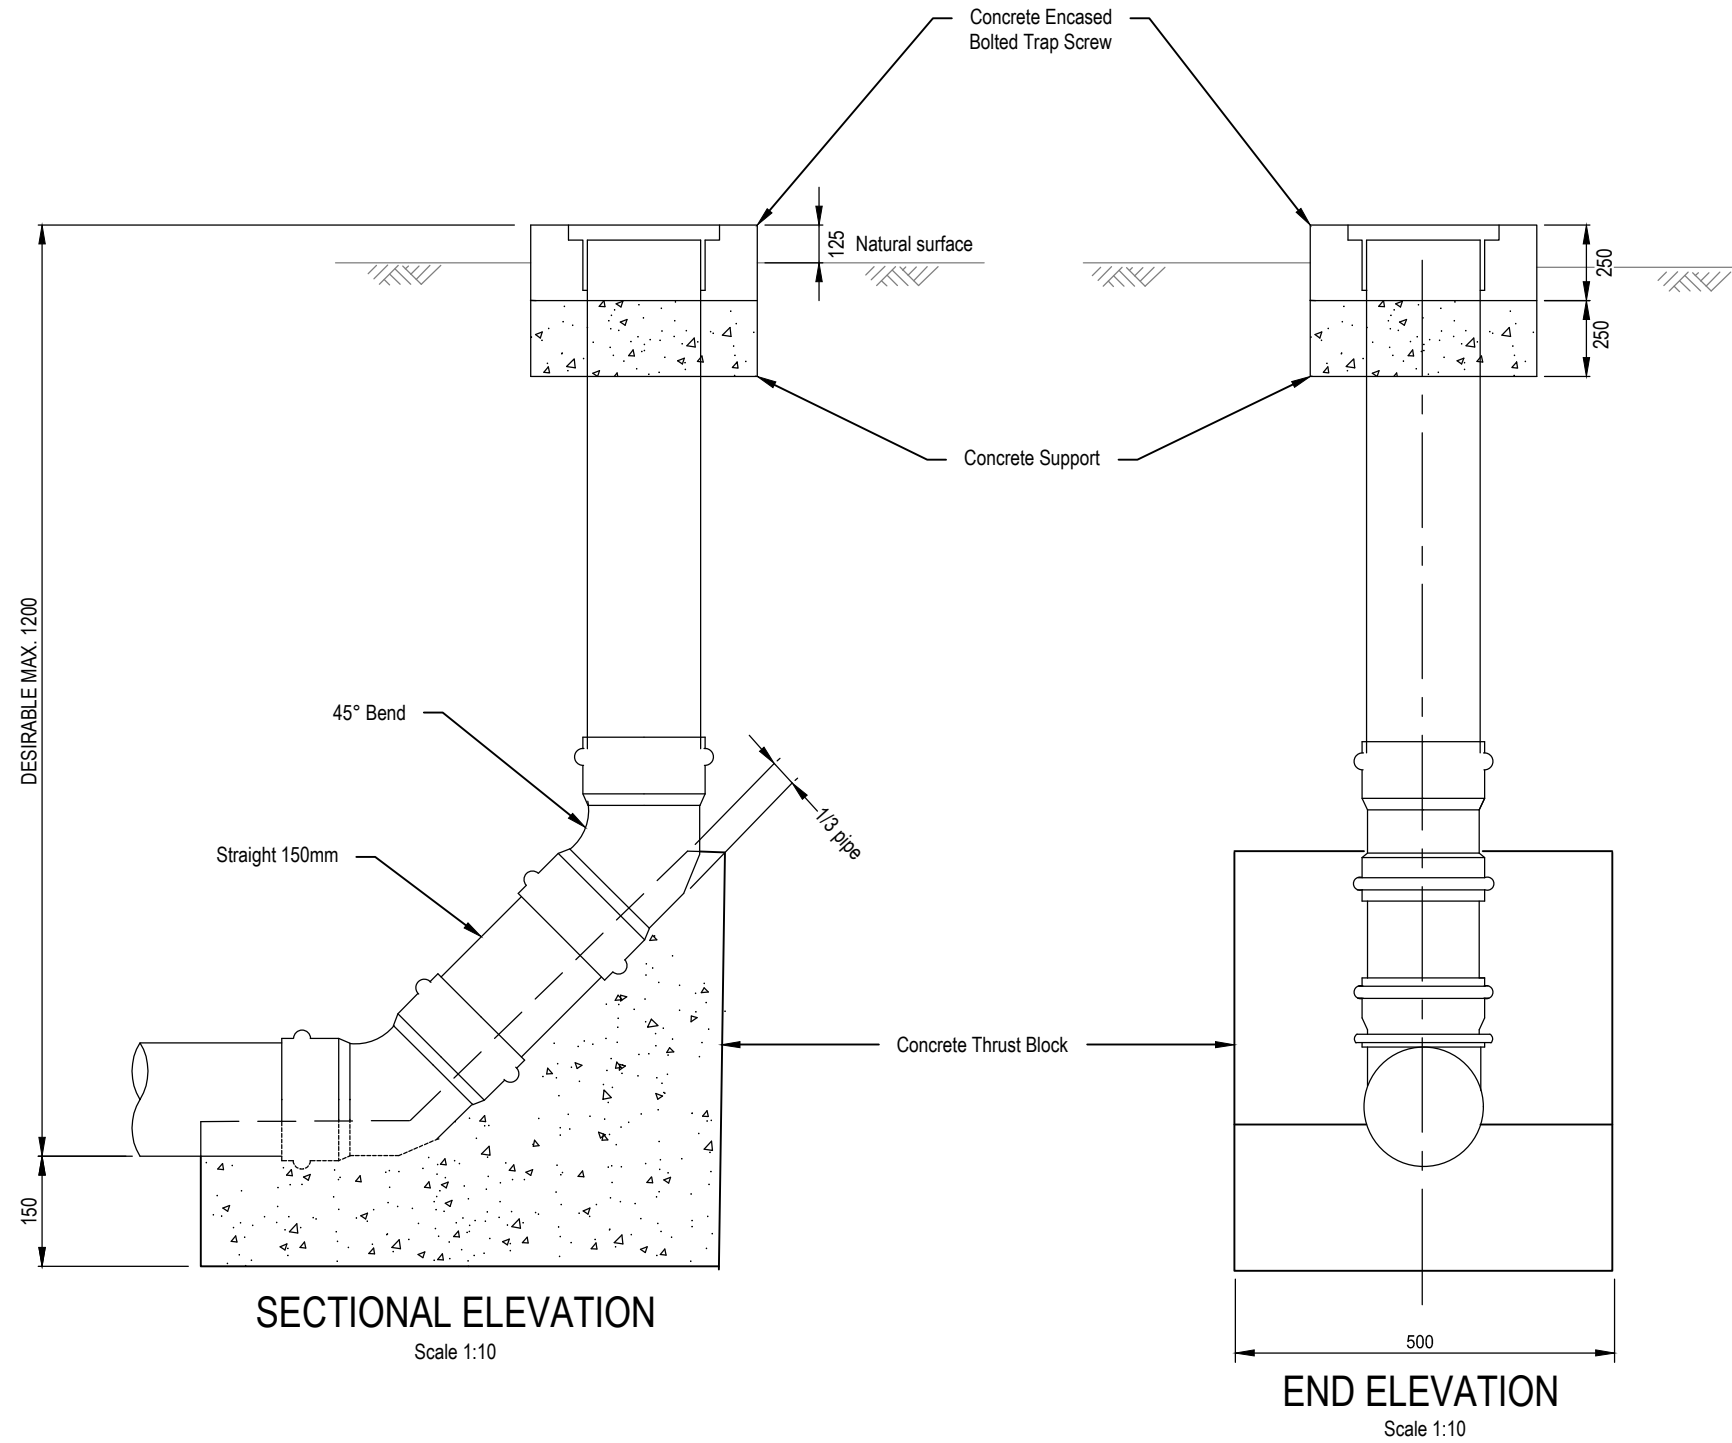 Concrete Encased
Bolted Trap Screw
125
Natural surface
250
250
Concrete Support
DESIRABLE MAX. 1200
45° Bend
1/3 pipe
Straight 150mm
Concrete Thrust Block
150
SECTIONAL ELEVATION
Scale 1:10
500
END ELEVATION
Scale 1:10